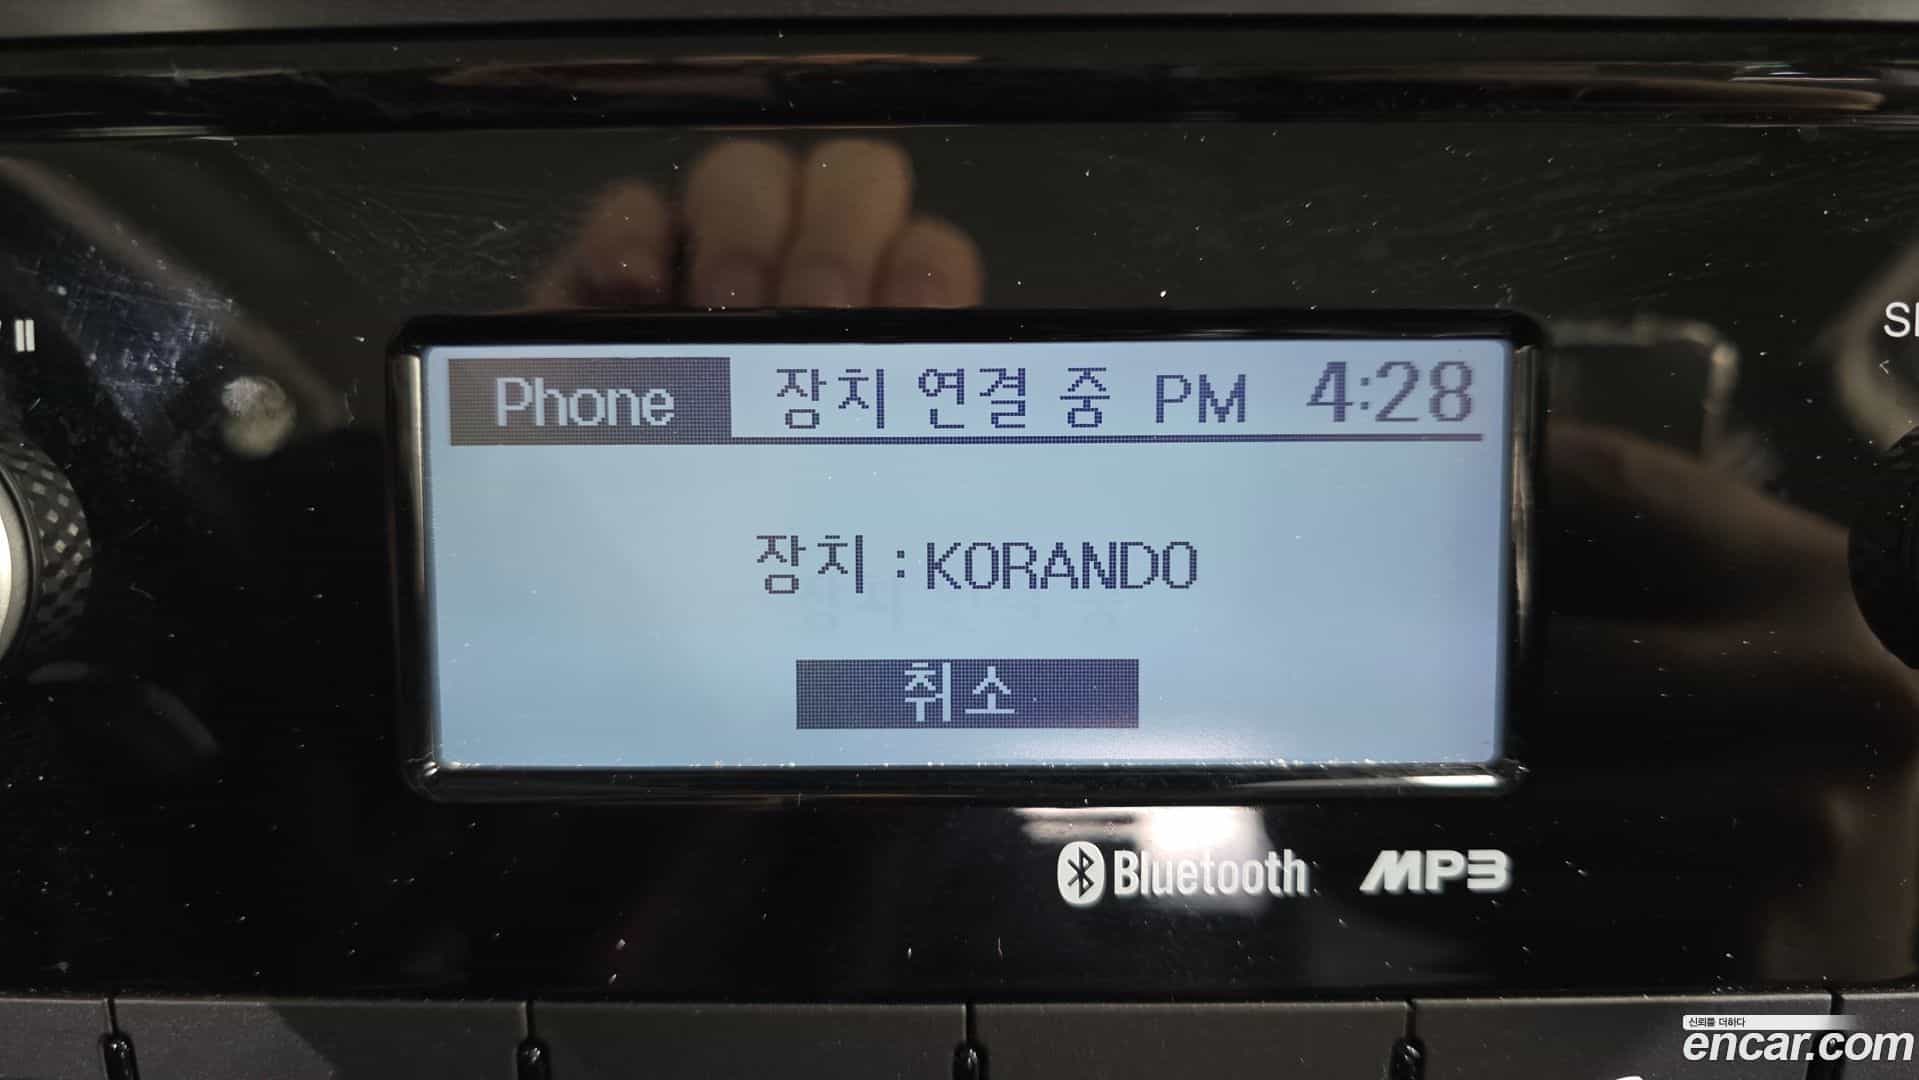 Phone 장치 연결 중 PM 4:28
장치 : KORANDO
취소
Bluetooth MP3
신뢰를 더하다
encar.com